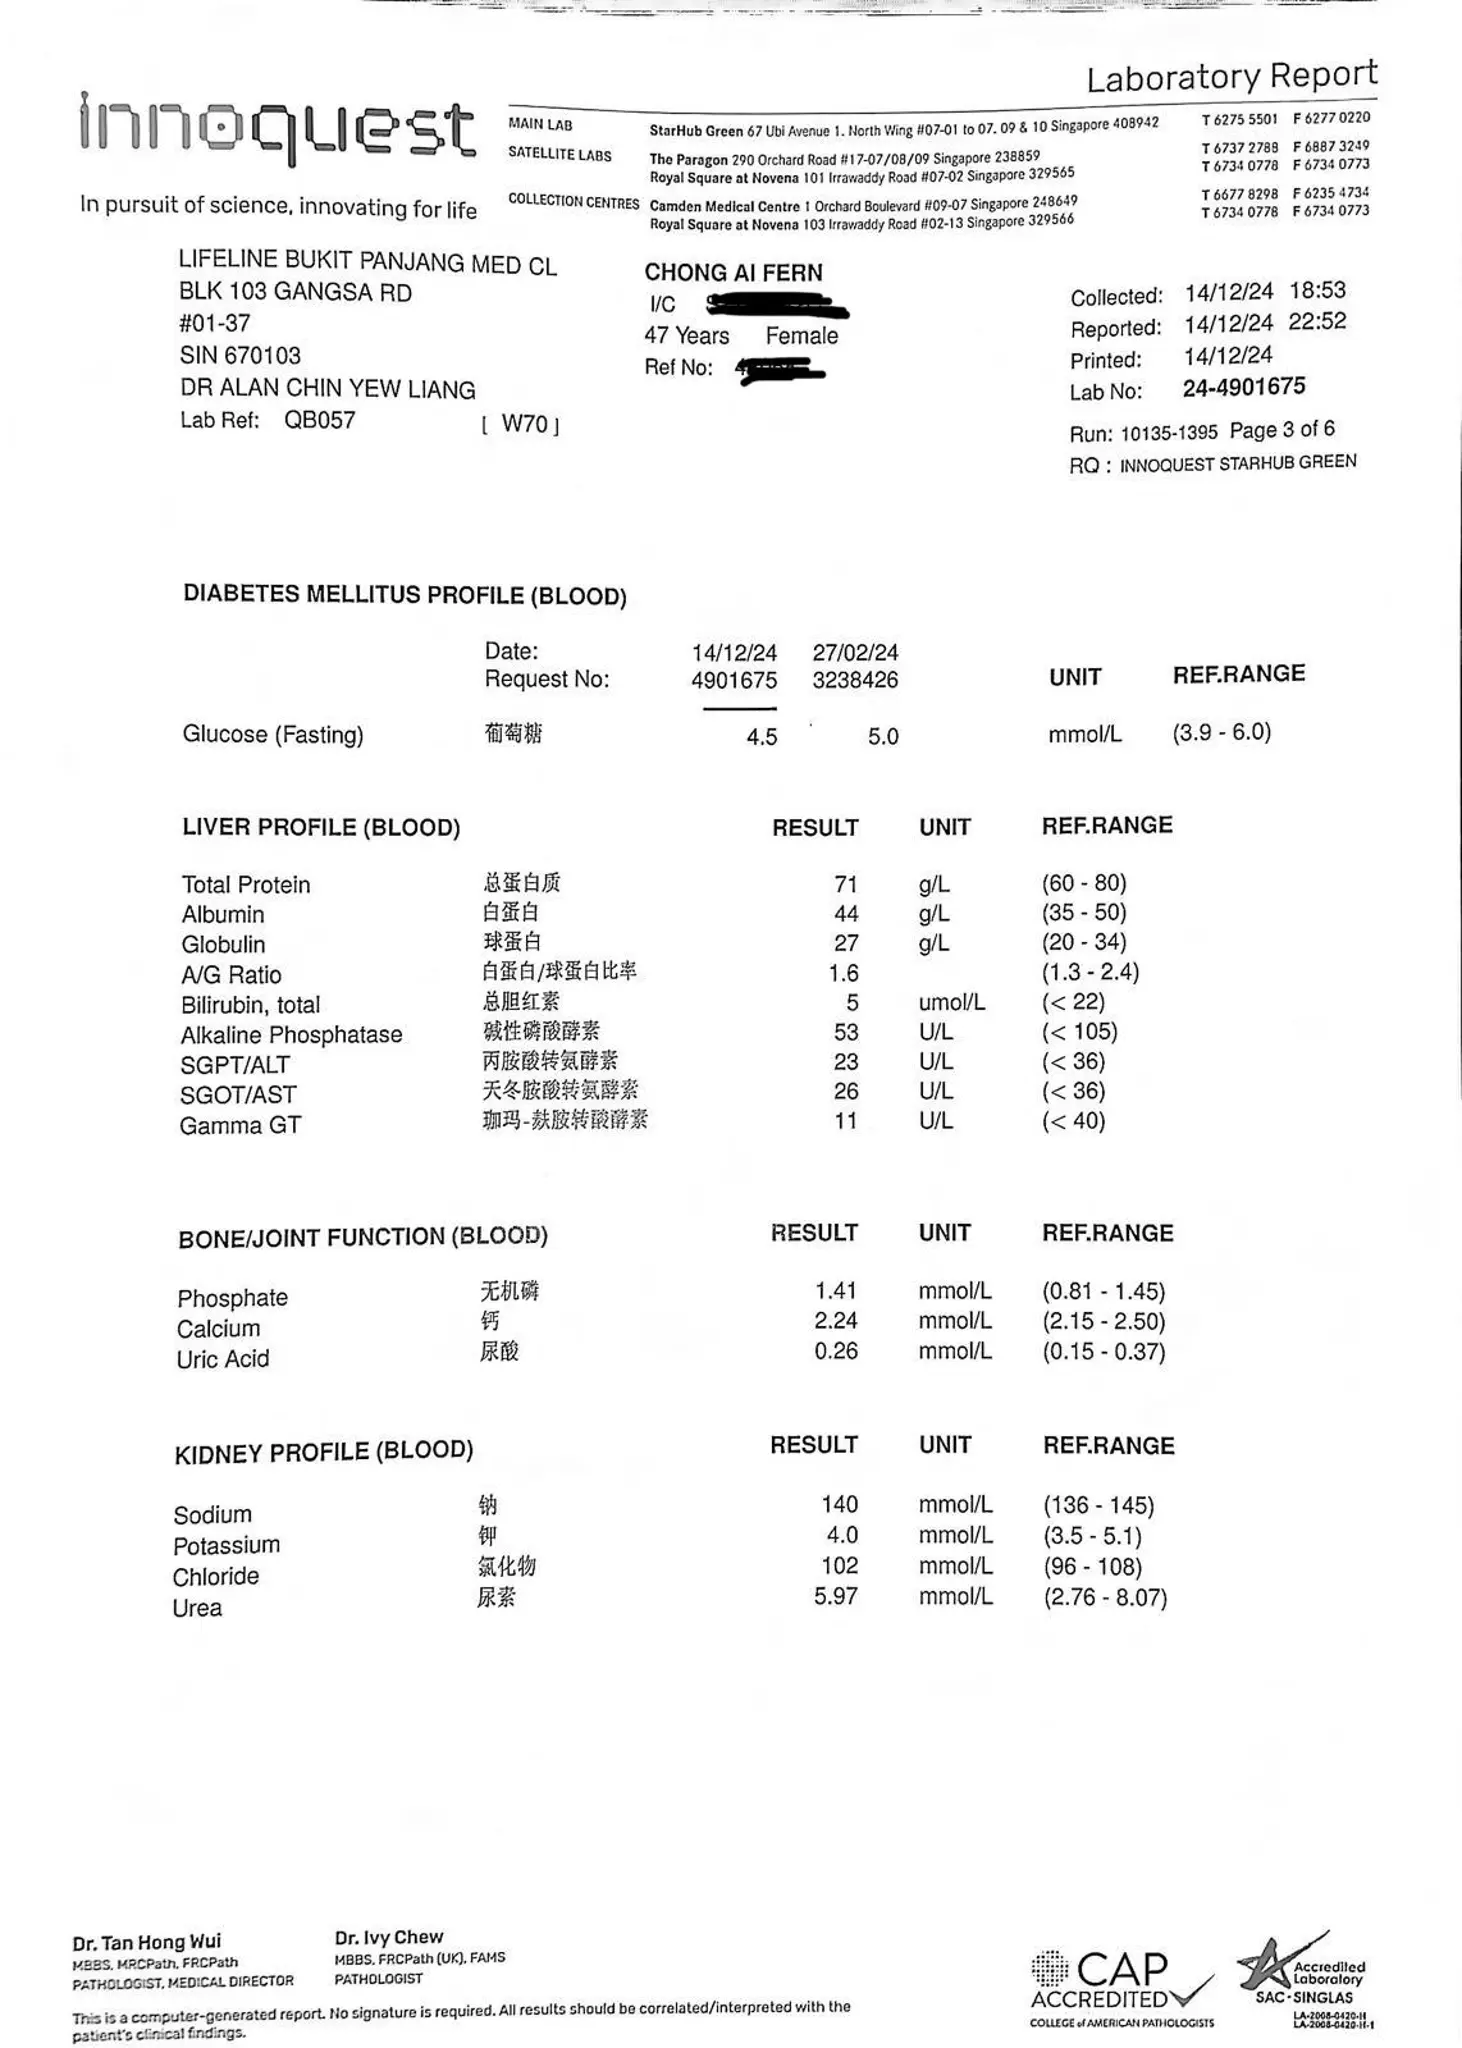 Laboratory Report
innoquest
In pursuit of science, innovating for life
MAIN LAB StarHub Green 67 Ubi Avenue 1. North Wing #07-01 to 07. 09 & 10 Singapore 408942 T 6275 5501 F 6277 0220
SATELLITE LABS The Paragon 290 Orchard Road #17-07/08/09 Singapore 238859 T 6737 2788 F 6887 3249
Royal Square at Novena 101 Irrawaddy Road #07-02 Singapore 329565 T 6734 0778 F 6734 0773
COLLECTION CENTRES Camden Medical Centre 1 Orchard Boulevard #09-07 Singapore 248649 T 6677 8298 F 6235 4734
Royal Square at Novena 103 Irrawaddy Road #02-13 Singapore 329566 T 6734 0778 F 6734 0773
LIFELINE BUKIT PANJANG MED CL
BLK 103 GANGSA RD
#01-37
SIN 670103
DR ALAN CHIN YEW LIANG
Lab Ref: QB057 [ W70 ]
CHONG AI FERN
I/C
47 Years Female
Ref No:
Collected: 14/12/24 18:53
Reported: 14/12/24 22:52
Printed: 14/12/24
Lab No: 24-4901675
Run: 10135-1395 Page 3 of 6
RQ : INNOQUEST STARHUB GREEN
DIABETES MELLITUS PROFILE (BLOOD)
Date: 14/12/24 27/02/24
Request No: 4901675 3238426 UNIT REF.RANGE
Glucose (Fasting) 葡萄糖 4.5 5.0 mmol/L (3.9 - 6.0)
LIVER PROFILE (BLOOD) RESULT UNIT REF.RANGE
Total Protein 总蛋白质 71 g/L (60 - 80)
Albumin 白蛋白 44 g/L (35 - 50)
Globulin 球蛋白 27 g/L (20 - 34)
A/G Ratio 白蛋白/球蛋白比率 1.6 (1.3 - 2.4)
Bilirubin, total 总胆红素 5 umol/L (< 22)
Alkaline Phosphatase 碱性磷酸酵素 53 U/L (< 105)
SGPT/ALT 丙胺酸转氨酵素 23 U/L (< 36)
SGOT/AST 天冬胺酸转氨酵素 26 U/L (< 36)
Gamma GT 珈玛-麸胺转酸酵素 11 U/L (< 40)
BONE/JOINT FUNCTION (BLOOD) RESULT UNIT REF.RANGE
Phosphate 无机磷 1.41 mmol/L (0.81 - 1.45)
Calcium 钙 2.24 mmol/L (2.15 - 2.50)
Uric Acid 尿酸 0.26 mmol/L (0.15 - 0.37)
KIDNEY PROFILE (BLOOD) RESULT UNIT REF.RANGE
Sodium 钠 140 mmol/L (136 - 145)
Potassium 钾 4.0 mmol/L (3.5 - 5.1)
Chloride 氯化物 102 mmol/L (96 - 108)
Urea 尿素 5.97 mmol/L (2.76 - 8.07)
Dr. Tan Hong Wui
MBBS, MRCPath, FRCPath
PATHOLOGIST, MEDICAL DIRECTOR
Dr. Ivy Chew
MBBS, FRCPath (UK), FAMS
PATHOLOGIST
This is a computer-generated report. No signature is required. All results should be correlated/interpreted with the
patient's clinical findings.
CAP
ACCREDITED
COLLEGE of AMERICAN PATHOLOGISTS
Accredited
Laboratory
SAC-SINGLAS
LA-2008-0420-H
LA-2008-0420-H-1